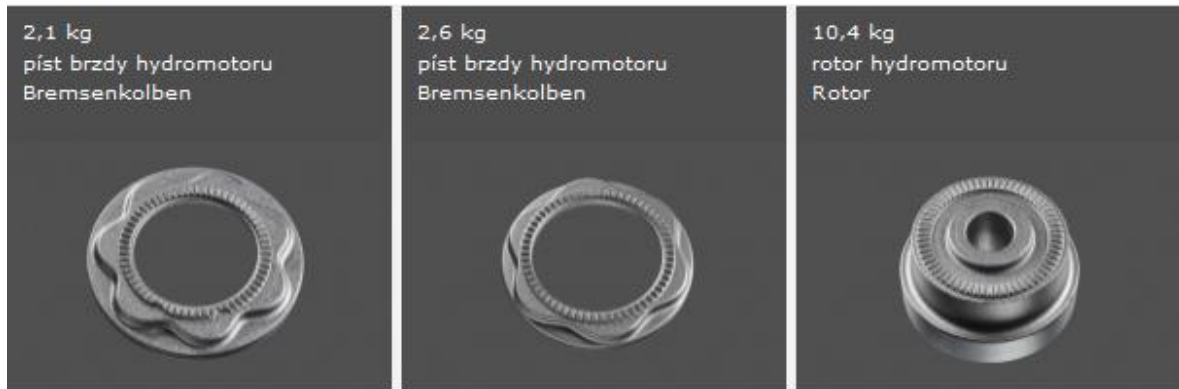 2,1 kg
píst brzdy hydromotoru
Bremsenkolben
2,6 kg
píst brzdy hydromotoru
Bremsenkolben
10,4 kg
rotor hydromotoru
Rotor